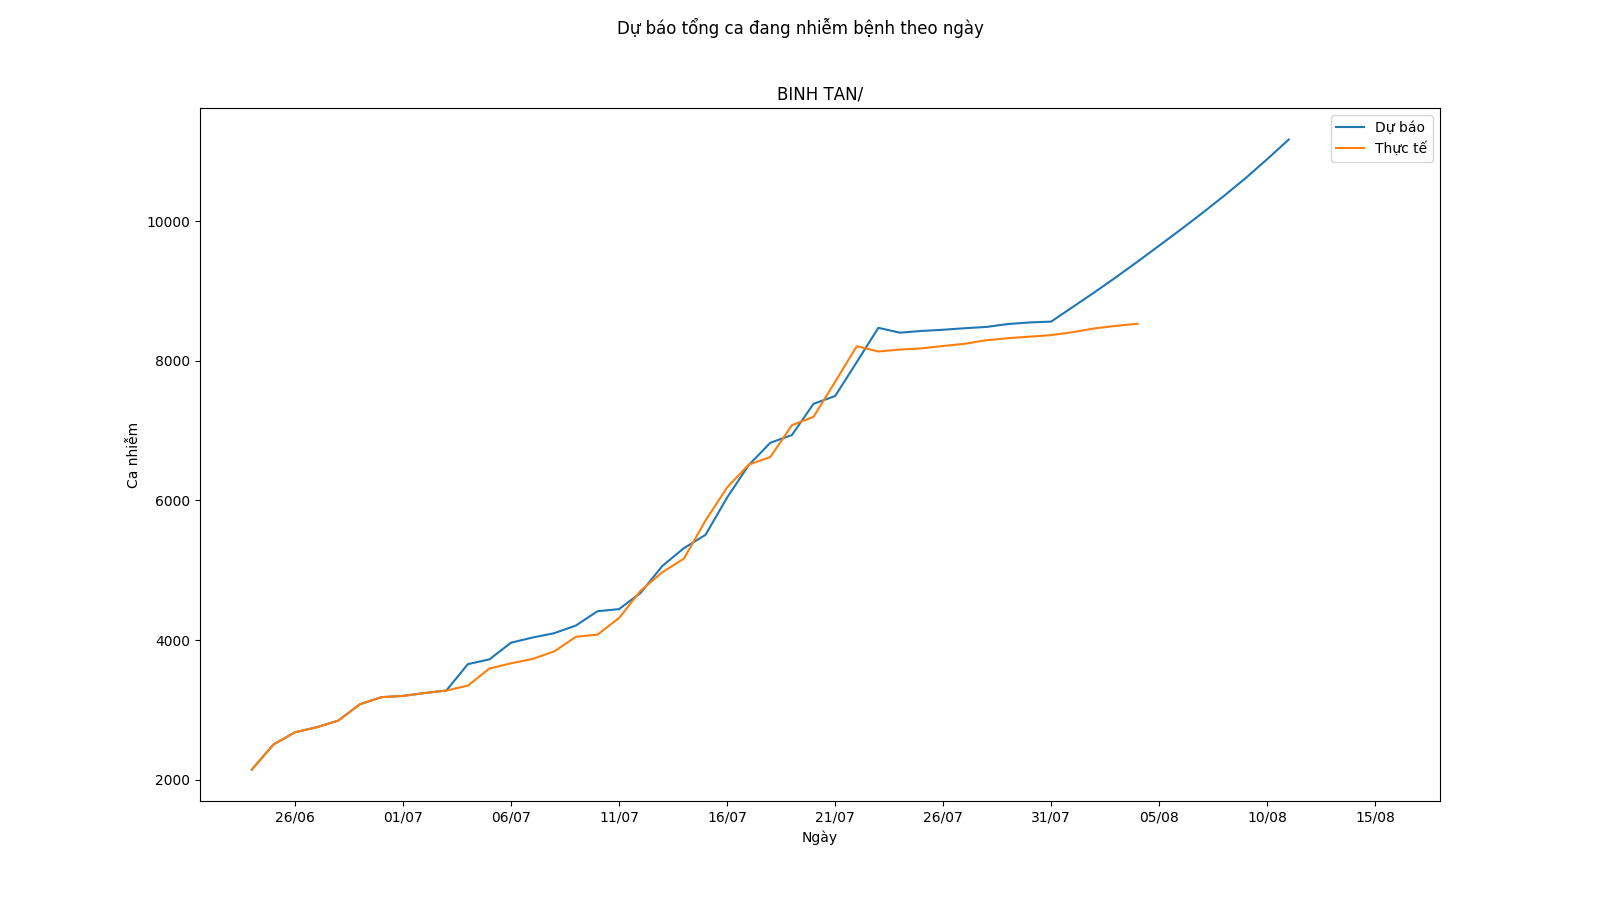 Dự báo tổng ca đang nhiễm bệnh theo ngày
BINH TAN/
Dự báo
Thực tế
10000
8000
6000
4000
2000
Ca nhiễm
26/06 01/07 06/07 11/07 16/07 21/07 26/07 31/07 05/08 10/08 15/08
Ngày